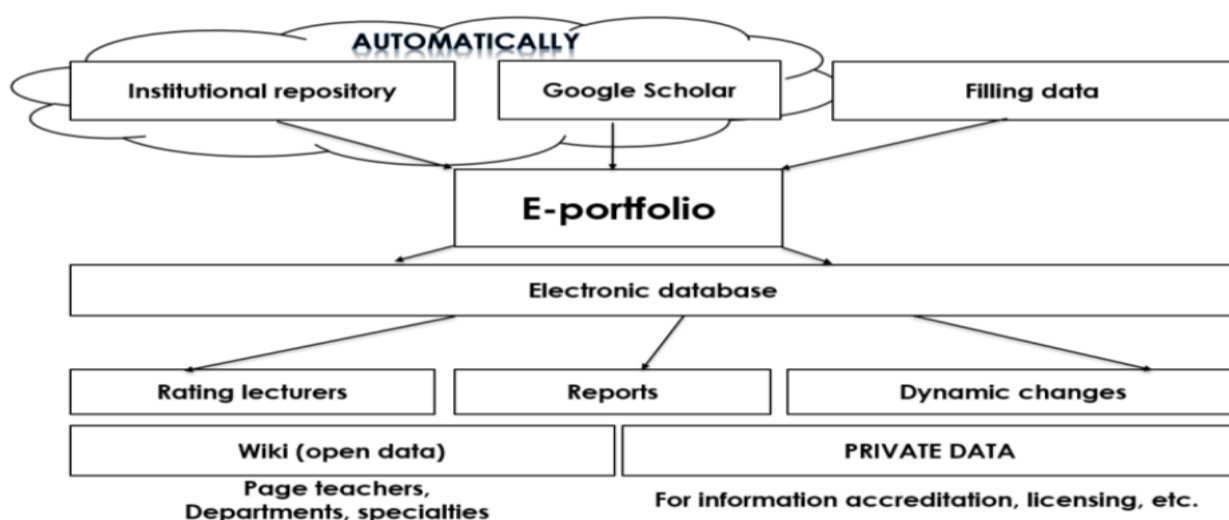 AUTOMATICALLY
Institutional repository
Google Scholar
Filling data
E-portfolio
Electronic database
Rating lecturers
Reports
Dynamic changes
Wiki (open data)
PRIVATE DATA
Page teachers,
Departments, specialties
For information accreditation, licensing, etc.